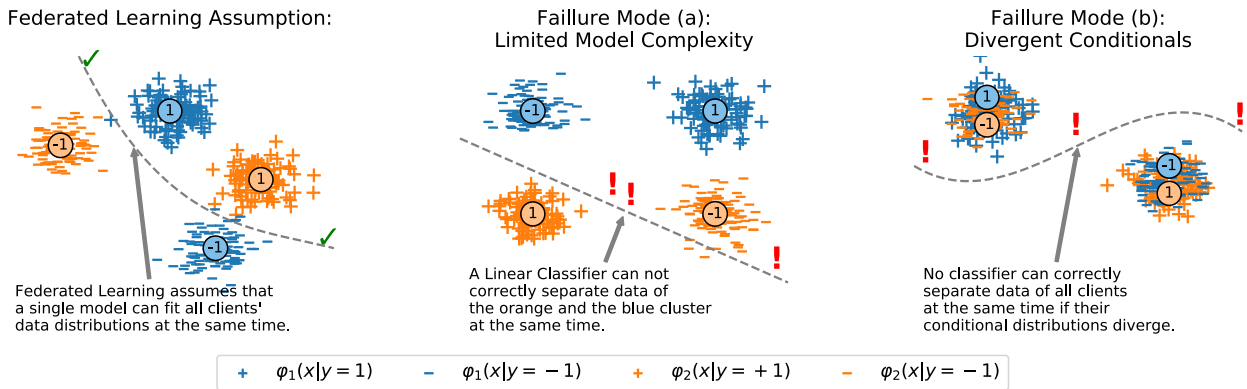 Federated Learning Assumption:
1
-1
1
-1
Federated Learning assumes that
a single model can fit all clients'
data distributions at the same time.
Faillure Mode (a):
Limited Model Complexity
-1
1
! !
1
-1
!
A Linear Classifier can not
correctly separate data of
the orange and the blue cluster
at the same time.
Faillure Mode (b):
Divergent Conditionals
1
-1
!
!
!
-1
1
No classifier can correctly
separate data of all clients
at the same time if their
conditional distributions diverge.
+ φ₁(x|y = 1) − φ₁(x|y = −1) + φ₂(x|y = +1) − φ₂(x|y = −1)